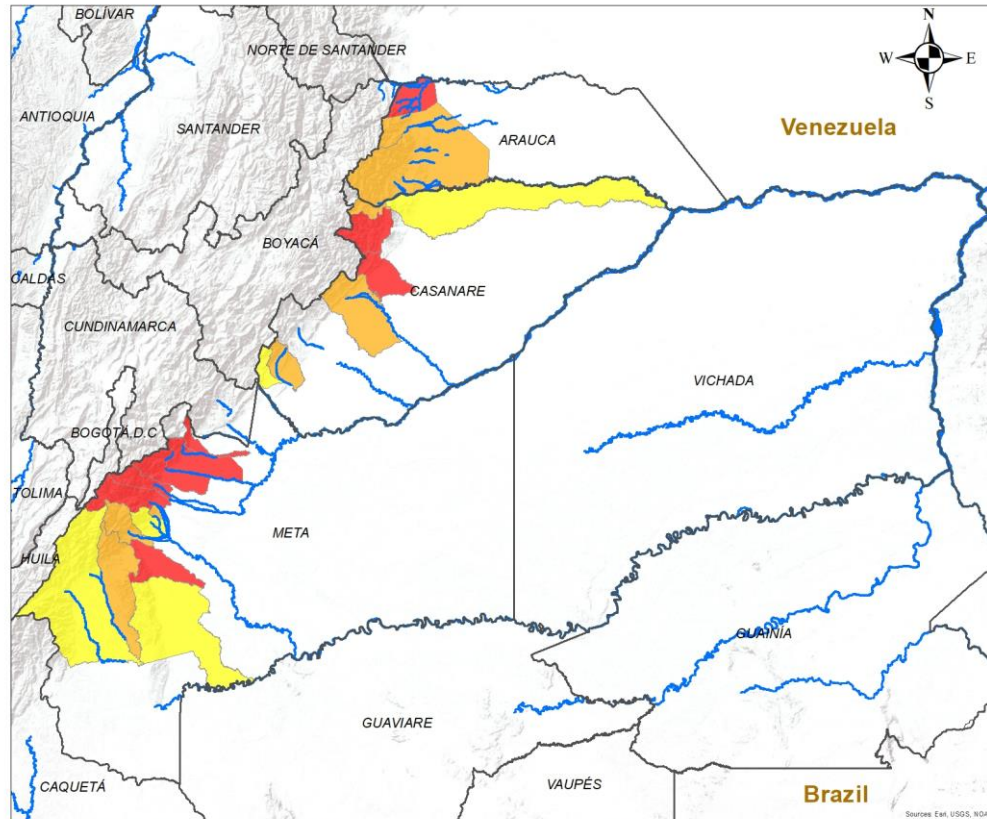 BOLÍVAR
N
NORTE DE SANTANDER
W
E
S
ANTIOQUIA
SANTANDER
ARAUCA
Venezuela
BOYACÁ
CALDAS
CASANARE
CUNDINAMARCA
VICHADA
BOGOTÁ D.C
TOLIMA
META
HUILA
GUAINÍA
GUAVIARE
CAQUETÁ
VAUPÉS
Brazil
Sources: Esri, USGS, NOA